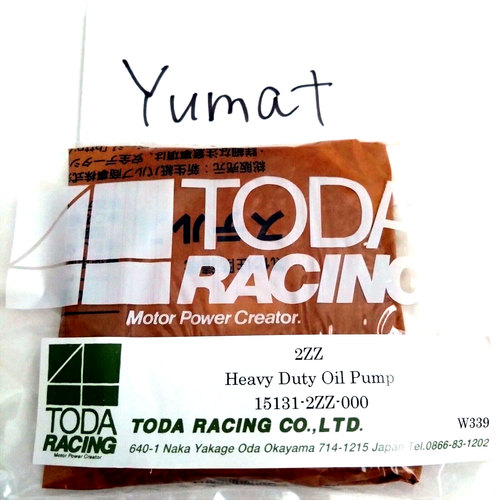 Yumat
TODA
RACING
Motor Power Creator.
2ZZ
Heavy Duty Oil Pump
15131-2ZZ-000
TODA
RACING
Motor Power Creator
TODA RACING CO.,LTD.
W339
640-1 Naka Yakage Oda Okayama 714-1215 Japan Tel.0866-83-1202